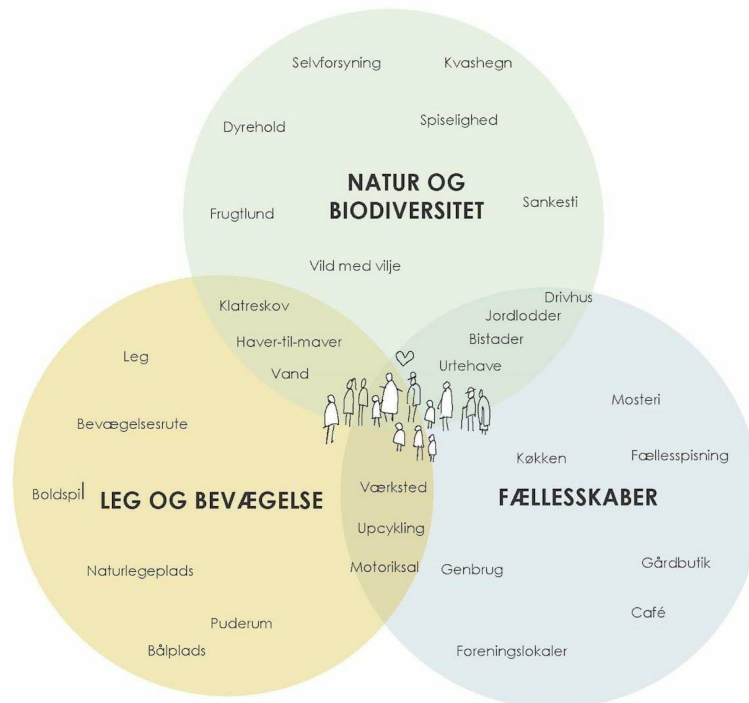 Selvforsyning
Kvashegn
Dyrehold
Spiselighed
NATUR OG
BIODIVERSITET
Frugtlund
Sankesti
Vild med vilje
Klatreskov
Drivhus
Jordlodder
Haver-til-maver
Bistader
Vand
Urtehave
Leg
Bevægelsesrute
Boldspil
LEG OG BEVÆGELSE
Naturlegeplads
Puderum
Bålplads
Værksted
Upcykling
Motoriksal
Mosteri
Køkken
Fællesspisning
FÆLLESSKABER
Genbrug
Gårdbutik
Café
Foreningslokaler